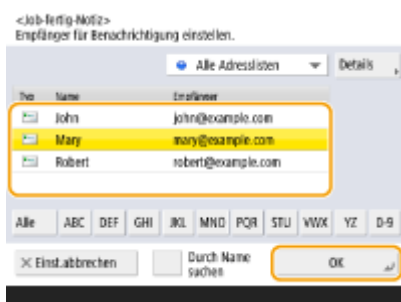 <Job-fertig-Notiz>
Empfänger für Benachrichtigung einstellen.
Alle Adresslisten
Details
Typ Name Empfänger
John john@example.com
Mary mary@example.com
Robert robert@example.com
Alle ABC DEF GHI JKL MNO PQR STU VWX YZ 0-9
× Einst.abbrechen
Durch Name
suchen
OK